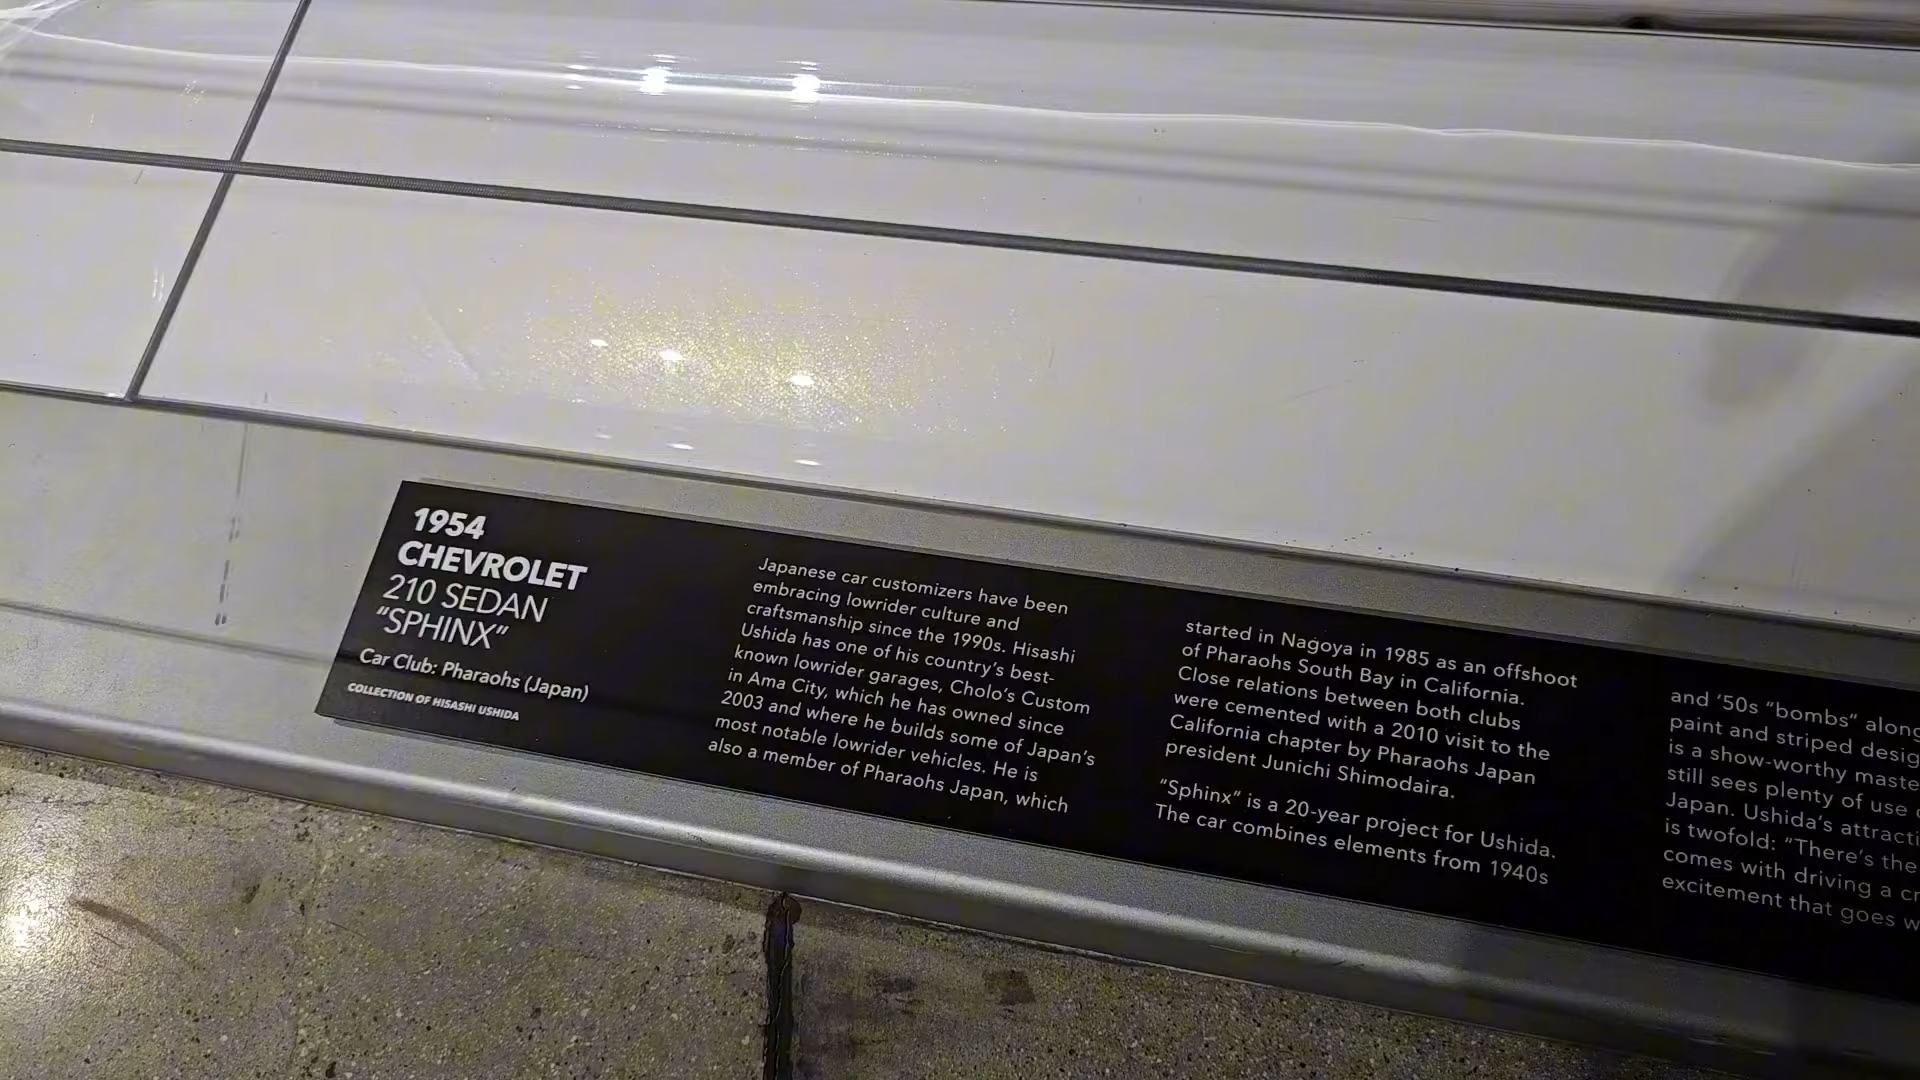 1954
CHEVROLET
210 SEDAN
“SPHINX”
Car Club: Pharaohs (Japan)
COLLECTION OF HISASHI USHIDA
Japanese car customizers have been
embracing lowrider culture and
craftsmanship since the 1990s. Hisashi
Ushida has one of his country’s best-
known lowrider garages, Cholo’s Custom
in Ama City, which he has owned since
2003 and where he builds some of Japan’s
most notable lowrider vehicles. He is
also a member of Pharaohs Japan, which
started in Nagoya in 1985 as an offshoot
of Pharaohs South Bay in California.
Close relations between both clubs
were cemented with a 2010 visit to the
California chapter by Pharaohs Japan
president Junichi Shimodaira.
“Sphinx” is a 20-year project for Ushida.
The car combines elements from 1940s
and ‘50s “bombs” along
paint and striped
is a show-worthy
still sees plenty of use
Japan. Ushida’s
is twofold: “There’s the
comes with driving a
excitement that goes